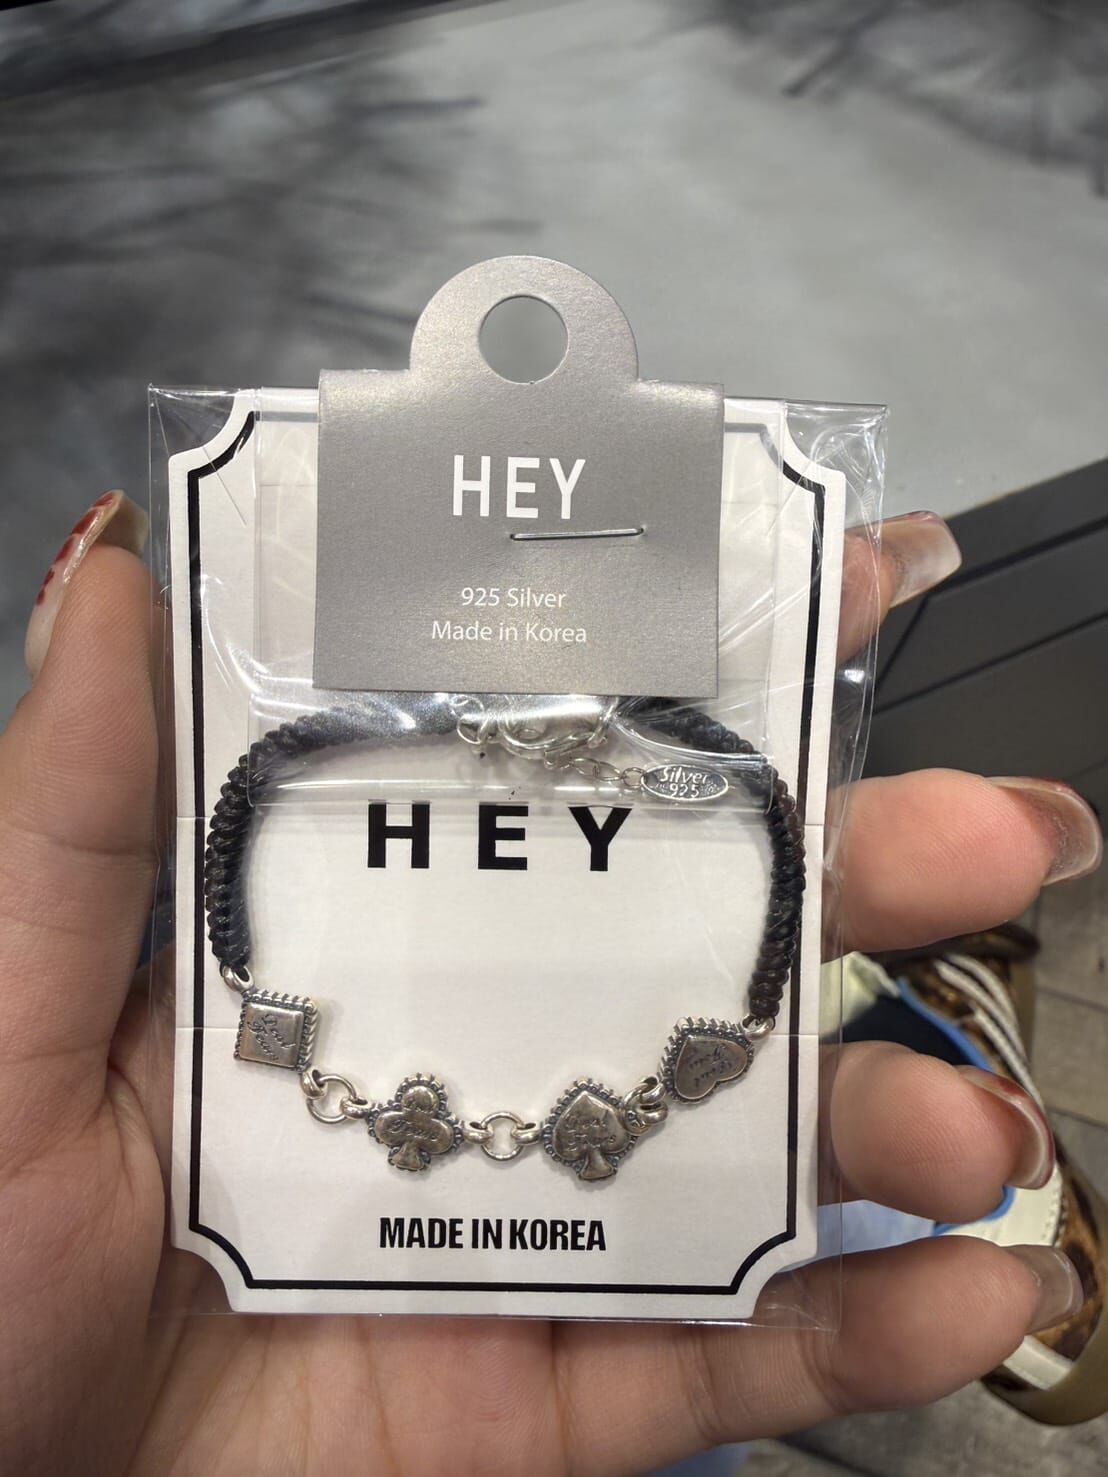 HEY
925 Silver
Made in Korea
Silver
925
HEY
MADE IN KOREA